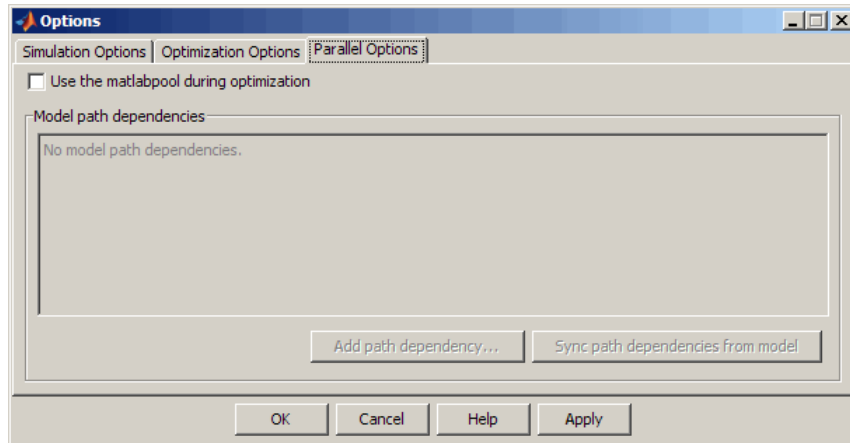 Options
Simulation Options Optimization Options Parallel Options
Use the matlabpool during optimization
Model path dependencies
No model path dependencies.
Add path dependency... Sync path dependencies from model
OK Cancel Help Apply